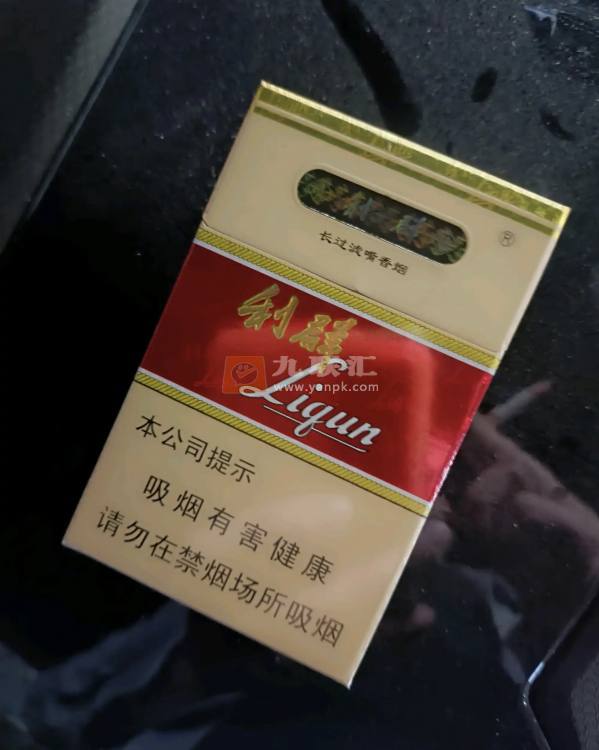 ®
长过滤嘴香烟
利群
九联汇
www.yanpk.com
Liqun
本公司提示
吸烟有害健康
请勿在禁烟场所吸烟